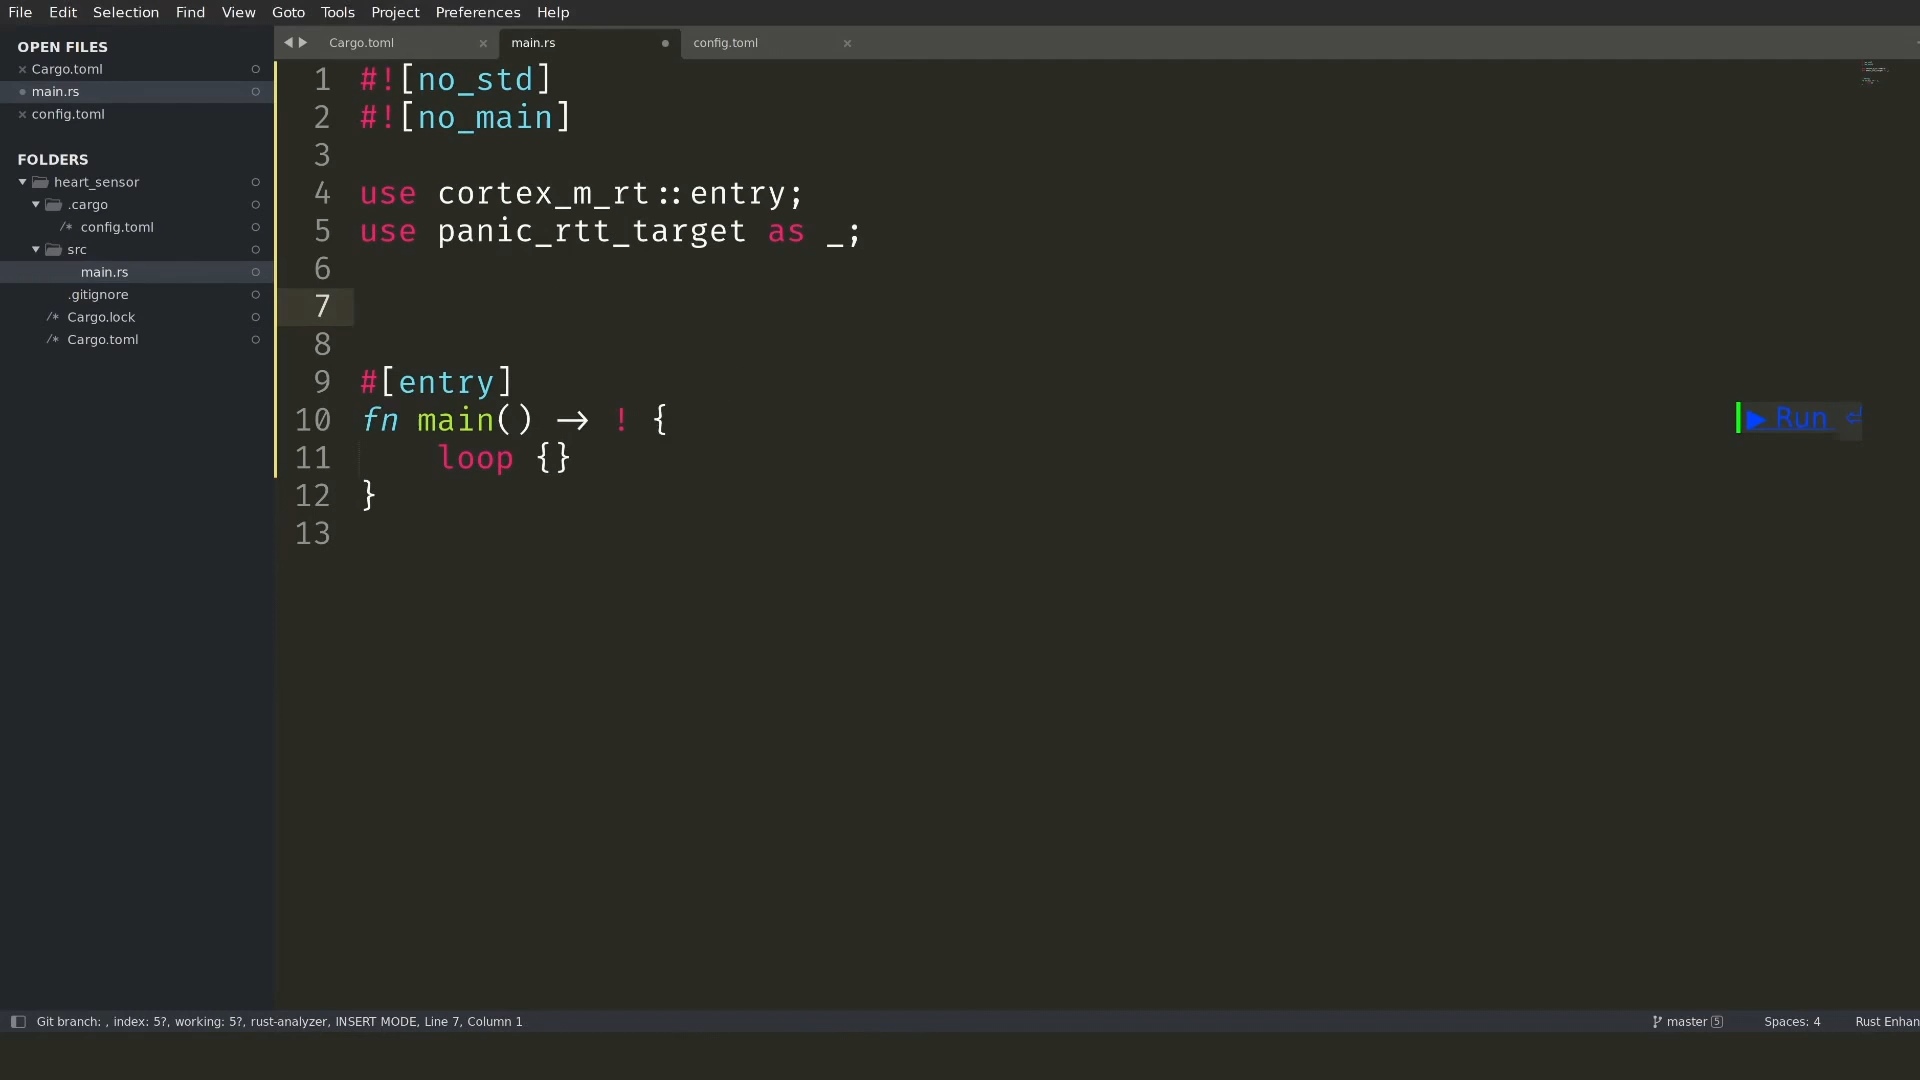 File Edit Selection Find View Goto Tools Project Preferences Help
OPEN FILES
Cargo.toml
main.rs
config.toml
FOLDERS
heart_sensor
.cargo
/* config.toml
src
main.rs
.gitignore
/* Cargo.lock
/* Cargo.toml
Cargo.toml main.rs config.toml
1 #![no_std]
2 #![no_main]
3
4 use cortex_m_rt::entry;
5 use panic_rtt_target as _;
6
7
8
9 #[entry]
10 fn main() -> ! {
11 loop {}
12 }
13
▶ Run
Git branch: , index: 5?, working: 5?, rust-analyzer, INSERT MODE, Line 7, Column 1 master 5 Spaces: 4 Rust Enhan